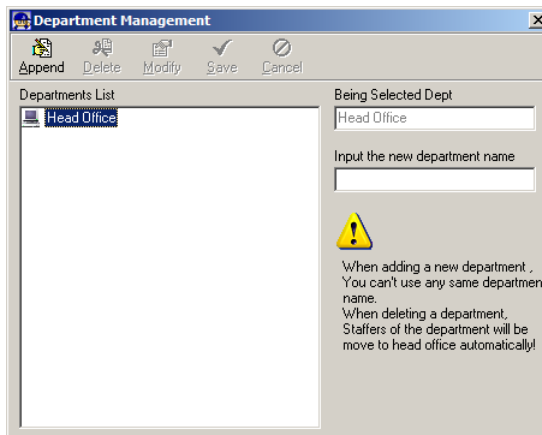 Department Management
Append Delete Modify Save Cancel
Departments List
Head Office
Being Selected Dept
Head Office
Input the new department name
When adding a new department ,
You can't use any same departmen
name.
When deleting a department,
Staffers of the department will be
move to head office automatically!